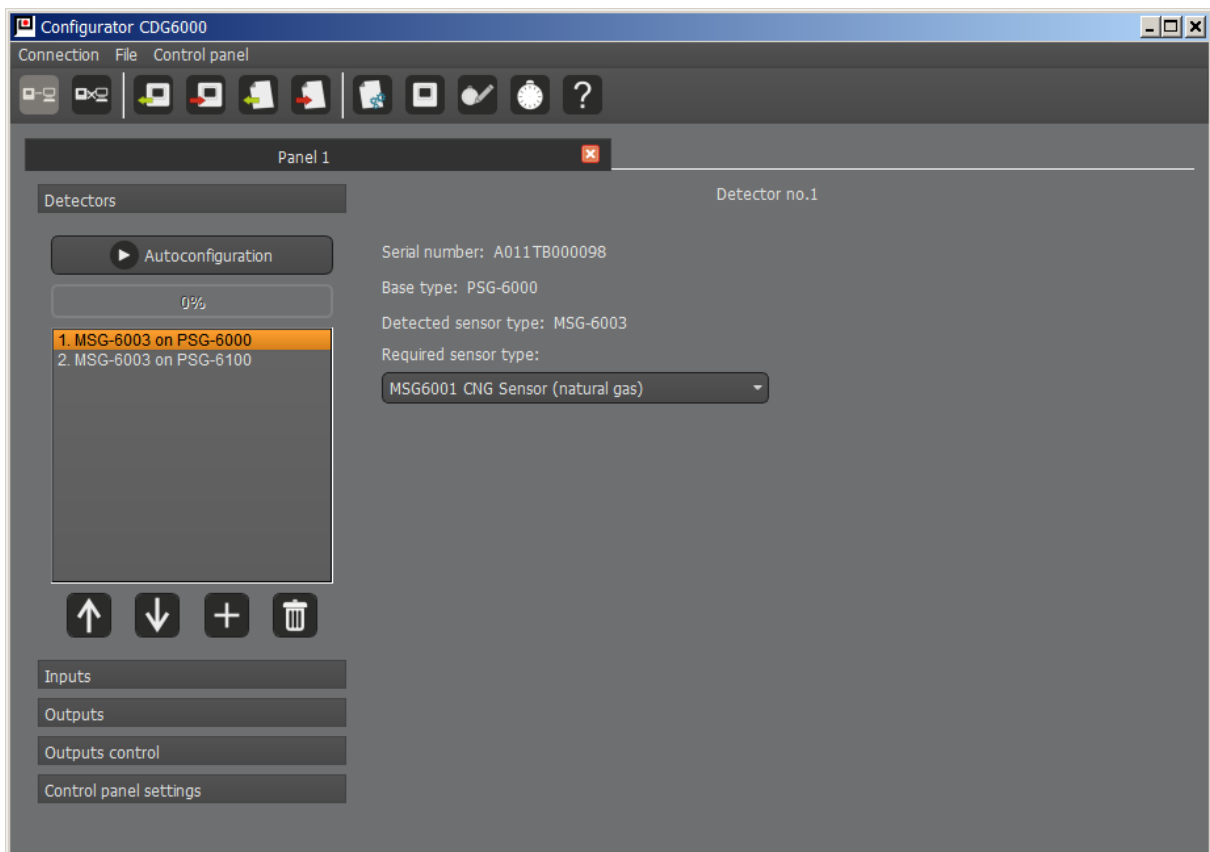 Configurator CDG6000
Connection File Control panel
?
Panel 1
Detectors
Detector no.1
Autoconfiguration
0%
1. MSG-6003 on PSG-6000
2. MSG-6003 on PSG-6100
Serial number: A011TB000098
Base type: PSG-6000
Detected sensor type: MSG-6003
Required sensor type:
MSG6001 CNG Sensor (natural gas)
Inputs
Outputs
Outputs control
Control panel settings